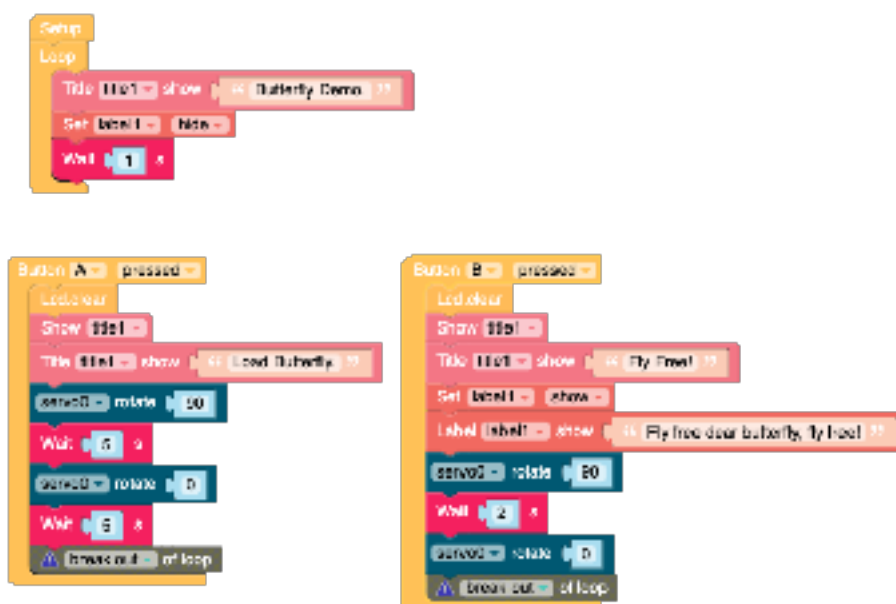 Setup
Loop
Title title1 show “ Butterfly Demo ”
Set label1 hide
Wait 1 s
Button A pressed
Lcd.clear
Show title1
Title title1 show “ Load Butterfly ”
servo0 rotate 90
Wait 5 s
servo0 rotate 0
Wait 5 s
break out of loop
Button B pressed
Lcd.clear
Show title1
Title title1 show “ Fly Free! ”
Set label1 show
Label label1 show “ Fly free dear butterfly, fly free! ”
servo0 rotate 90
Wait 2 s
servo0 rotate 0
break out of loop